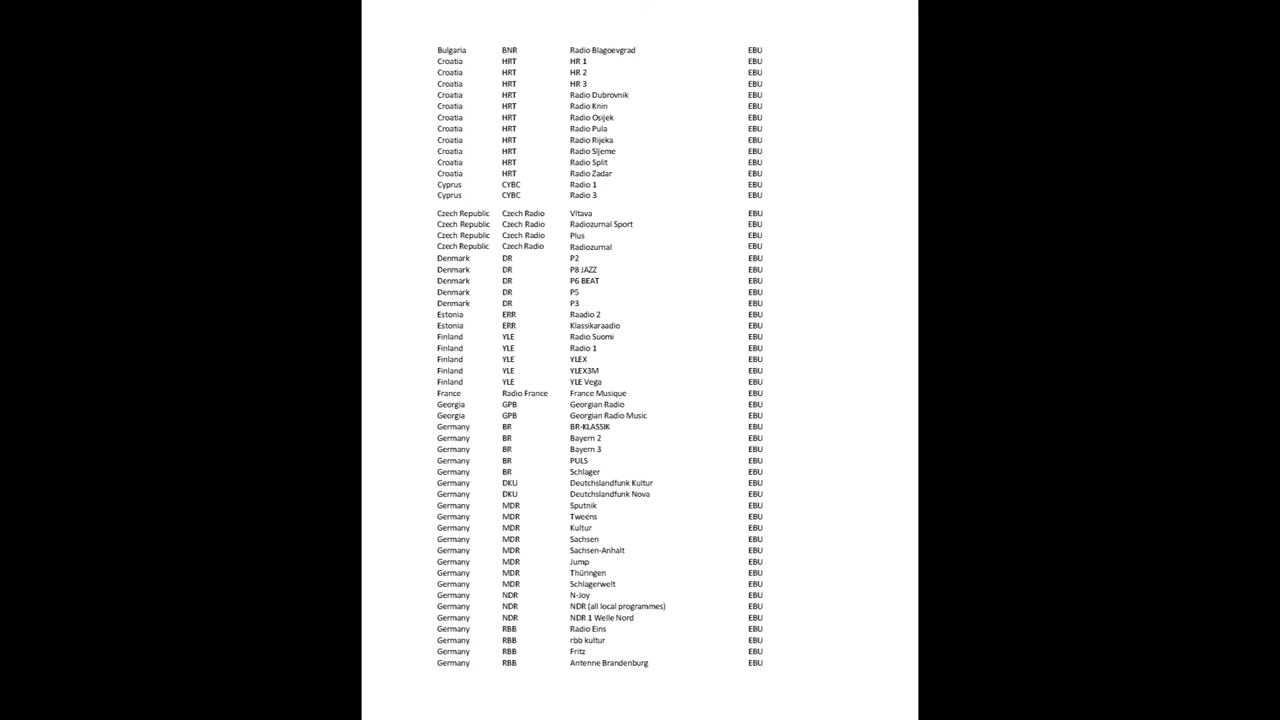 Bulgaria BNR Radio Blagoevgrad EBU
Croatia HRT HR 1 EBU
Croatia HRT HR 2 EBU
Croatia HRT HR 3 EBU
Croatia HRT Radio Dubrovnik EBU
Croatia HRT Radio Knin EBU
Croatia HRT Radio Osijek EBU
Croatia HRT Radio Pula EBU
Croatia HRT Radio Rijeka EBU
Croatia HRT Radio Sljeme EBU
Croatia HRT Radio Split EBU
Croatia HRT Radio Zadar EBU
Cyprus CYBC Radio 1 EBU
Cyprus CYBC Radio 3 EBU
Czech Republic Czech Radio Vltava EBU
Czech Republic Czech Radio Radiozurnal Sport EBU
Czech Republic Czech Radio Plus EBU
Czech Republic Czech Radio Radiozurnal EBU
Denmark DR P2 EBU
Denmark DR P8 JAZZ EBU
Denmark DR P6 BEAT EBU
Denmark DR P5 EBU
Denmark DR P3 EBU
Estonia ERR Raadio 2 EBU
Estonia ERR Klassikaraadio EBU
Finland YLE Radio Suomi EBU
Finland YLE Radio 1 EBU
Finland YLE YLEX EBU
Finland YLE YLEX3M EBU
Finland YLE YLE Vega EBU
France Radio France France Musique EBU
Georgia GPB Georgian Radio EBU
Georgia GPB Georgian Radio Music EBU
Germany BR BR-KLASSIK EBU
Germany BR Bayern 2 EBU
Germany BR Bayern 3 EBU
Germany BR PULS EBU
Germany BR Schlager EBU
Germany DKU Deutchslandfunk Kultur EBU
Germany DKU Deutchslandfunk Nova EBU
Germany MDR Sputnik EBU
Germany MDR Tweens EBU
Germany MDR Kultur EBU
Germany MDR Sachsen EBU
Germany MDR Sachsen-Anhalt EBU
Germany MDR Jump EBU
Germany MDR Thüringen EBU
Germany MDR Schlagerwelt EBU
Germany NDR N-Joy EBU
Germany NDR NDR (all local programmes) EBU
Germany NDR NDR 1 Welle Nord EBU
Germany RBB Radio Eins EBU
Germany RBB rbb kultur EBU
Germany RBB Fritz EBU
Germany RBB Antenne Brandenburg EBU